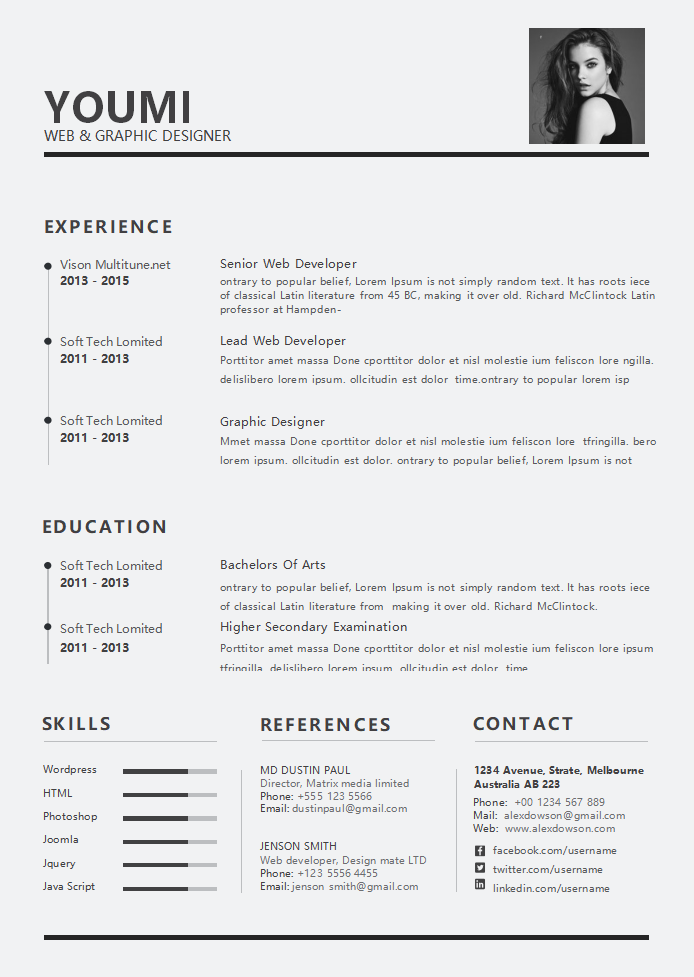 YOUMI
WEB & GRAPHIC DESIGNER
EXPERIENCE
Vison Multitune.net
2013 - 2015
Senior Web Developer
ontrary to popular belief, Lorem Ipsum is not simply random text. It has roots iece
of classical Latin literature from 45 BC, making it over old. Richard McClintock Latin
professor at Hampden-
Soft Tech Lomited
2011 - 2013
Lead Web Developer
Porttitor amet massa Done cporttitor dolor et nisl molestie ium feliscon lore ngilla.
delislibero lorem ipsum. ollcitudin est dolor time.ontrary to popular lorem isp
Soft Tech Lomited
2011 - 2013
Graphic Designer
Mmet massa Done cporttitor dolor et nisl molestie ium feliscon lore tfringilla. bero
lorem ipsum. ollcitudin est dolor. ontrary to popular belief, Lorem Ipsum is not
EDUCATION
Soft Tech Lomited
2011 - 2013
Bachelors Of Arts
ontrary to popular belief, Lorem Ipsum is not simply random text. It has roots iece
of classical Latin literature from making it over old. Richard McClintock.
Soft Tech Lomited
2011 - 2013
Higher Secondary Examination
Porttitor amet massa Done cporttitor dolor et nisl molestie ium feliscon lore ipsum
tfringilla. delislibero lorem ipsum. ollcitudin est dolor. time
SKILLS
Wordpress
HTML
Photoshop
Joomla
Jquery
Java Script
REFERENCES
MD DUSTIN PAUL
Director, Matrix media limited
Phone: +555 123 5566
Email: dustinpaul@gmail.com
JENSON SMITH
Web developer, Design mate LTD
Phone: +123 5556 4455
Email: jenson smith@gmail.com
CONTACT
1234 Avenue, Strate, Melbourne
Australia AB 223
Phone: +00 1234 567 889
Mail: alexdowson@gmail.com
Web: www.alexdowson.com
facebook.com/username
twitter.com/username
linkedin.com/username